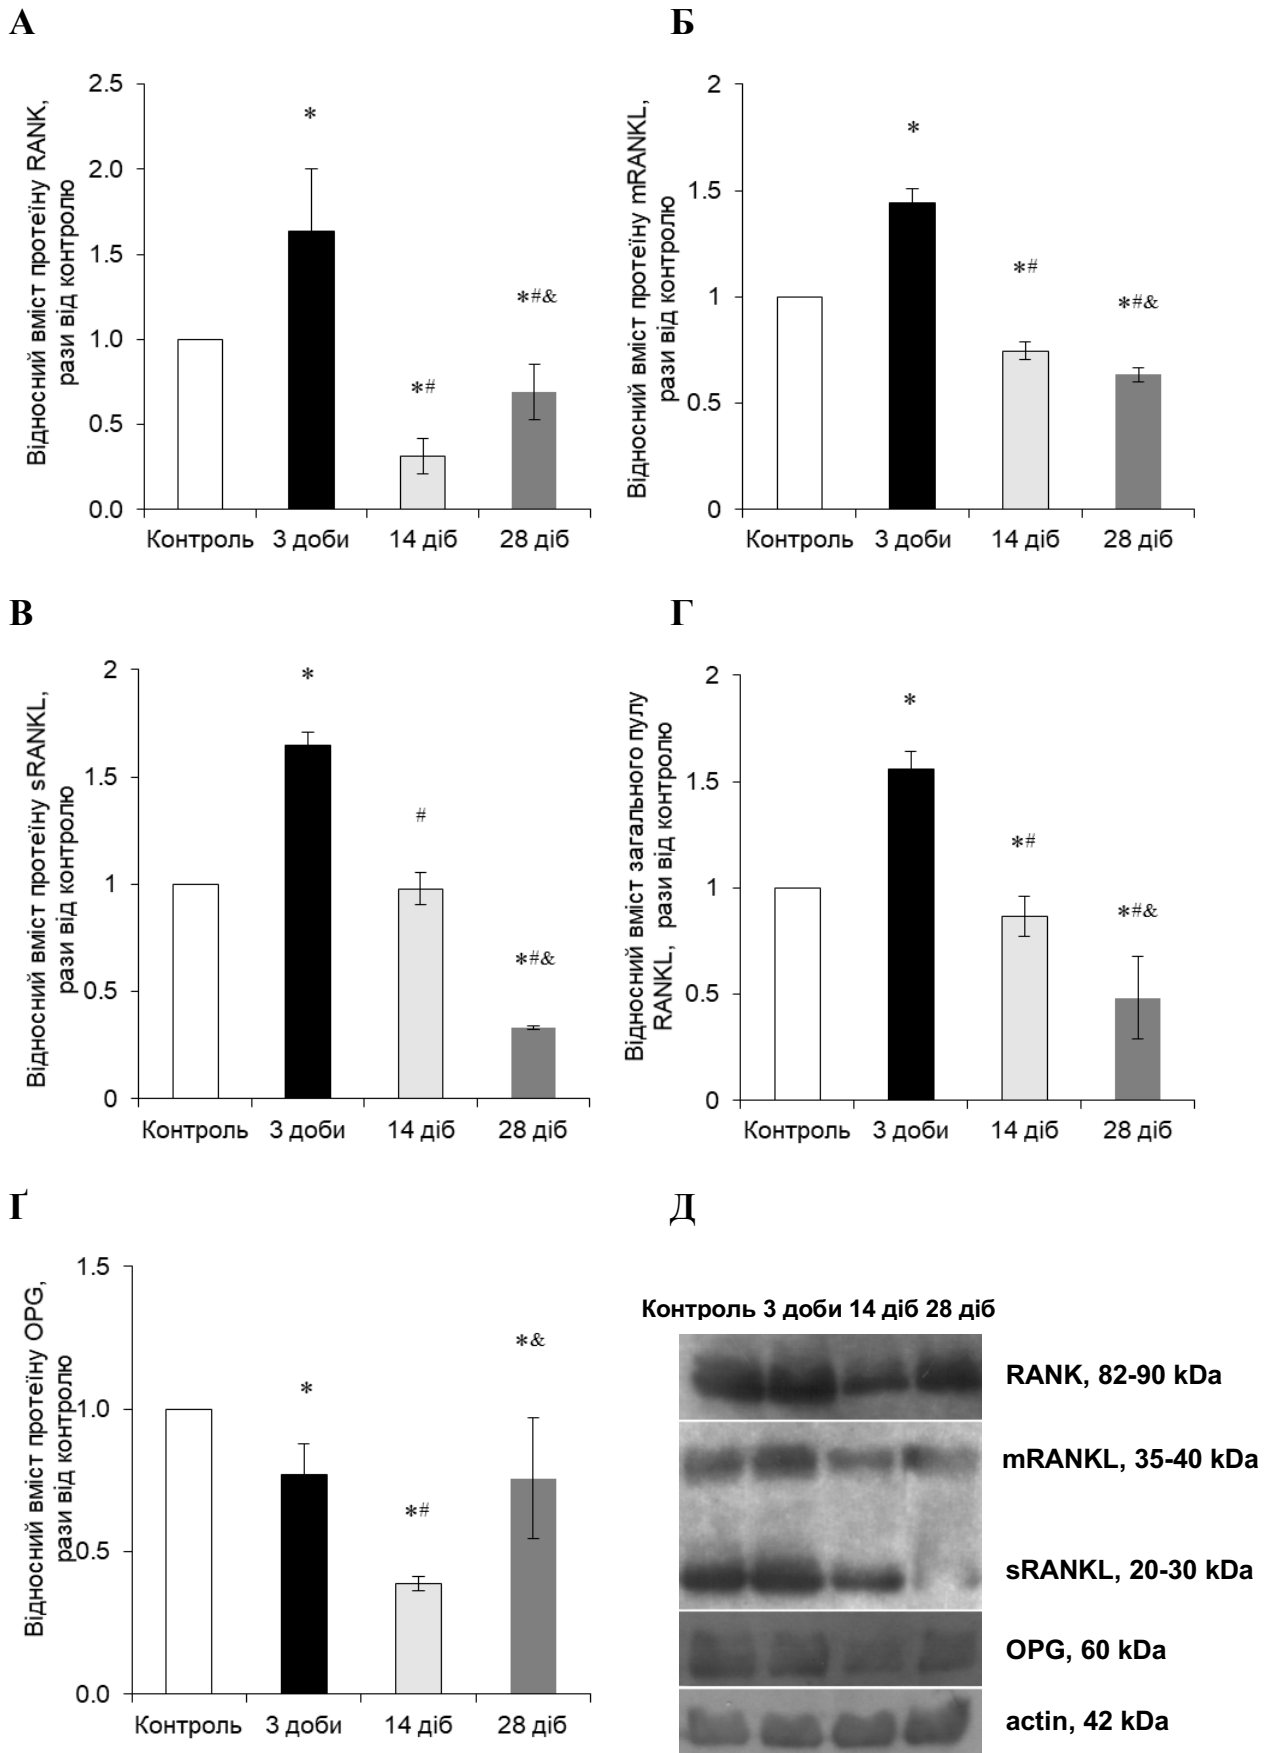 А
Відносний вміст протеїну RANK,
рази від контролю
2.5
2.0
1.5
1.0
0.5
0.0
*
*#
*#&
Контроль 3 доби 14 діб 28 діб
Б
Відносний вміст протеїну mRANKL,
рази від контролю
2
1.5
1
0.5
0
*
*#
*#&
Контроль 3 доби 14 діб 28 діб
В
Відносний вміст протеїну sRANKL,
рази від контролю
2
1.5
1
0.5
0
*
#
*#&
Контроль 3 доби 14 діб 28 діб
Г
Відносний вміст загального пулу
RANKL, рази від контролю
2
1.5
1
0.5
0
*
*#
*#&
Контроль 3 доби 14 діб 28 діб
Ґ
Відносний вміст протеїну OPG,
рази від контролю
1.5
1.0
0.5
0.0
*
*#
*&
Контроль 3 доби 14 діб 28 діб
Д
Контроль 3 доби 14 діб 28 діб
RANK, 82-90 kDa
mRANKL, 35-40 kDa
sRANKL, 20-30 kDa
OPG, 60 kDa
actin, 42 kDa